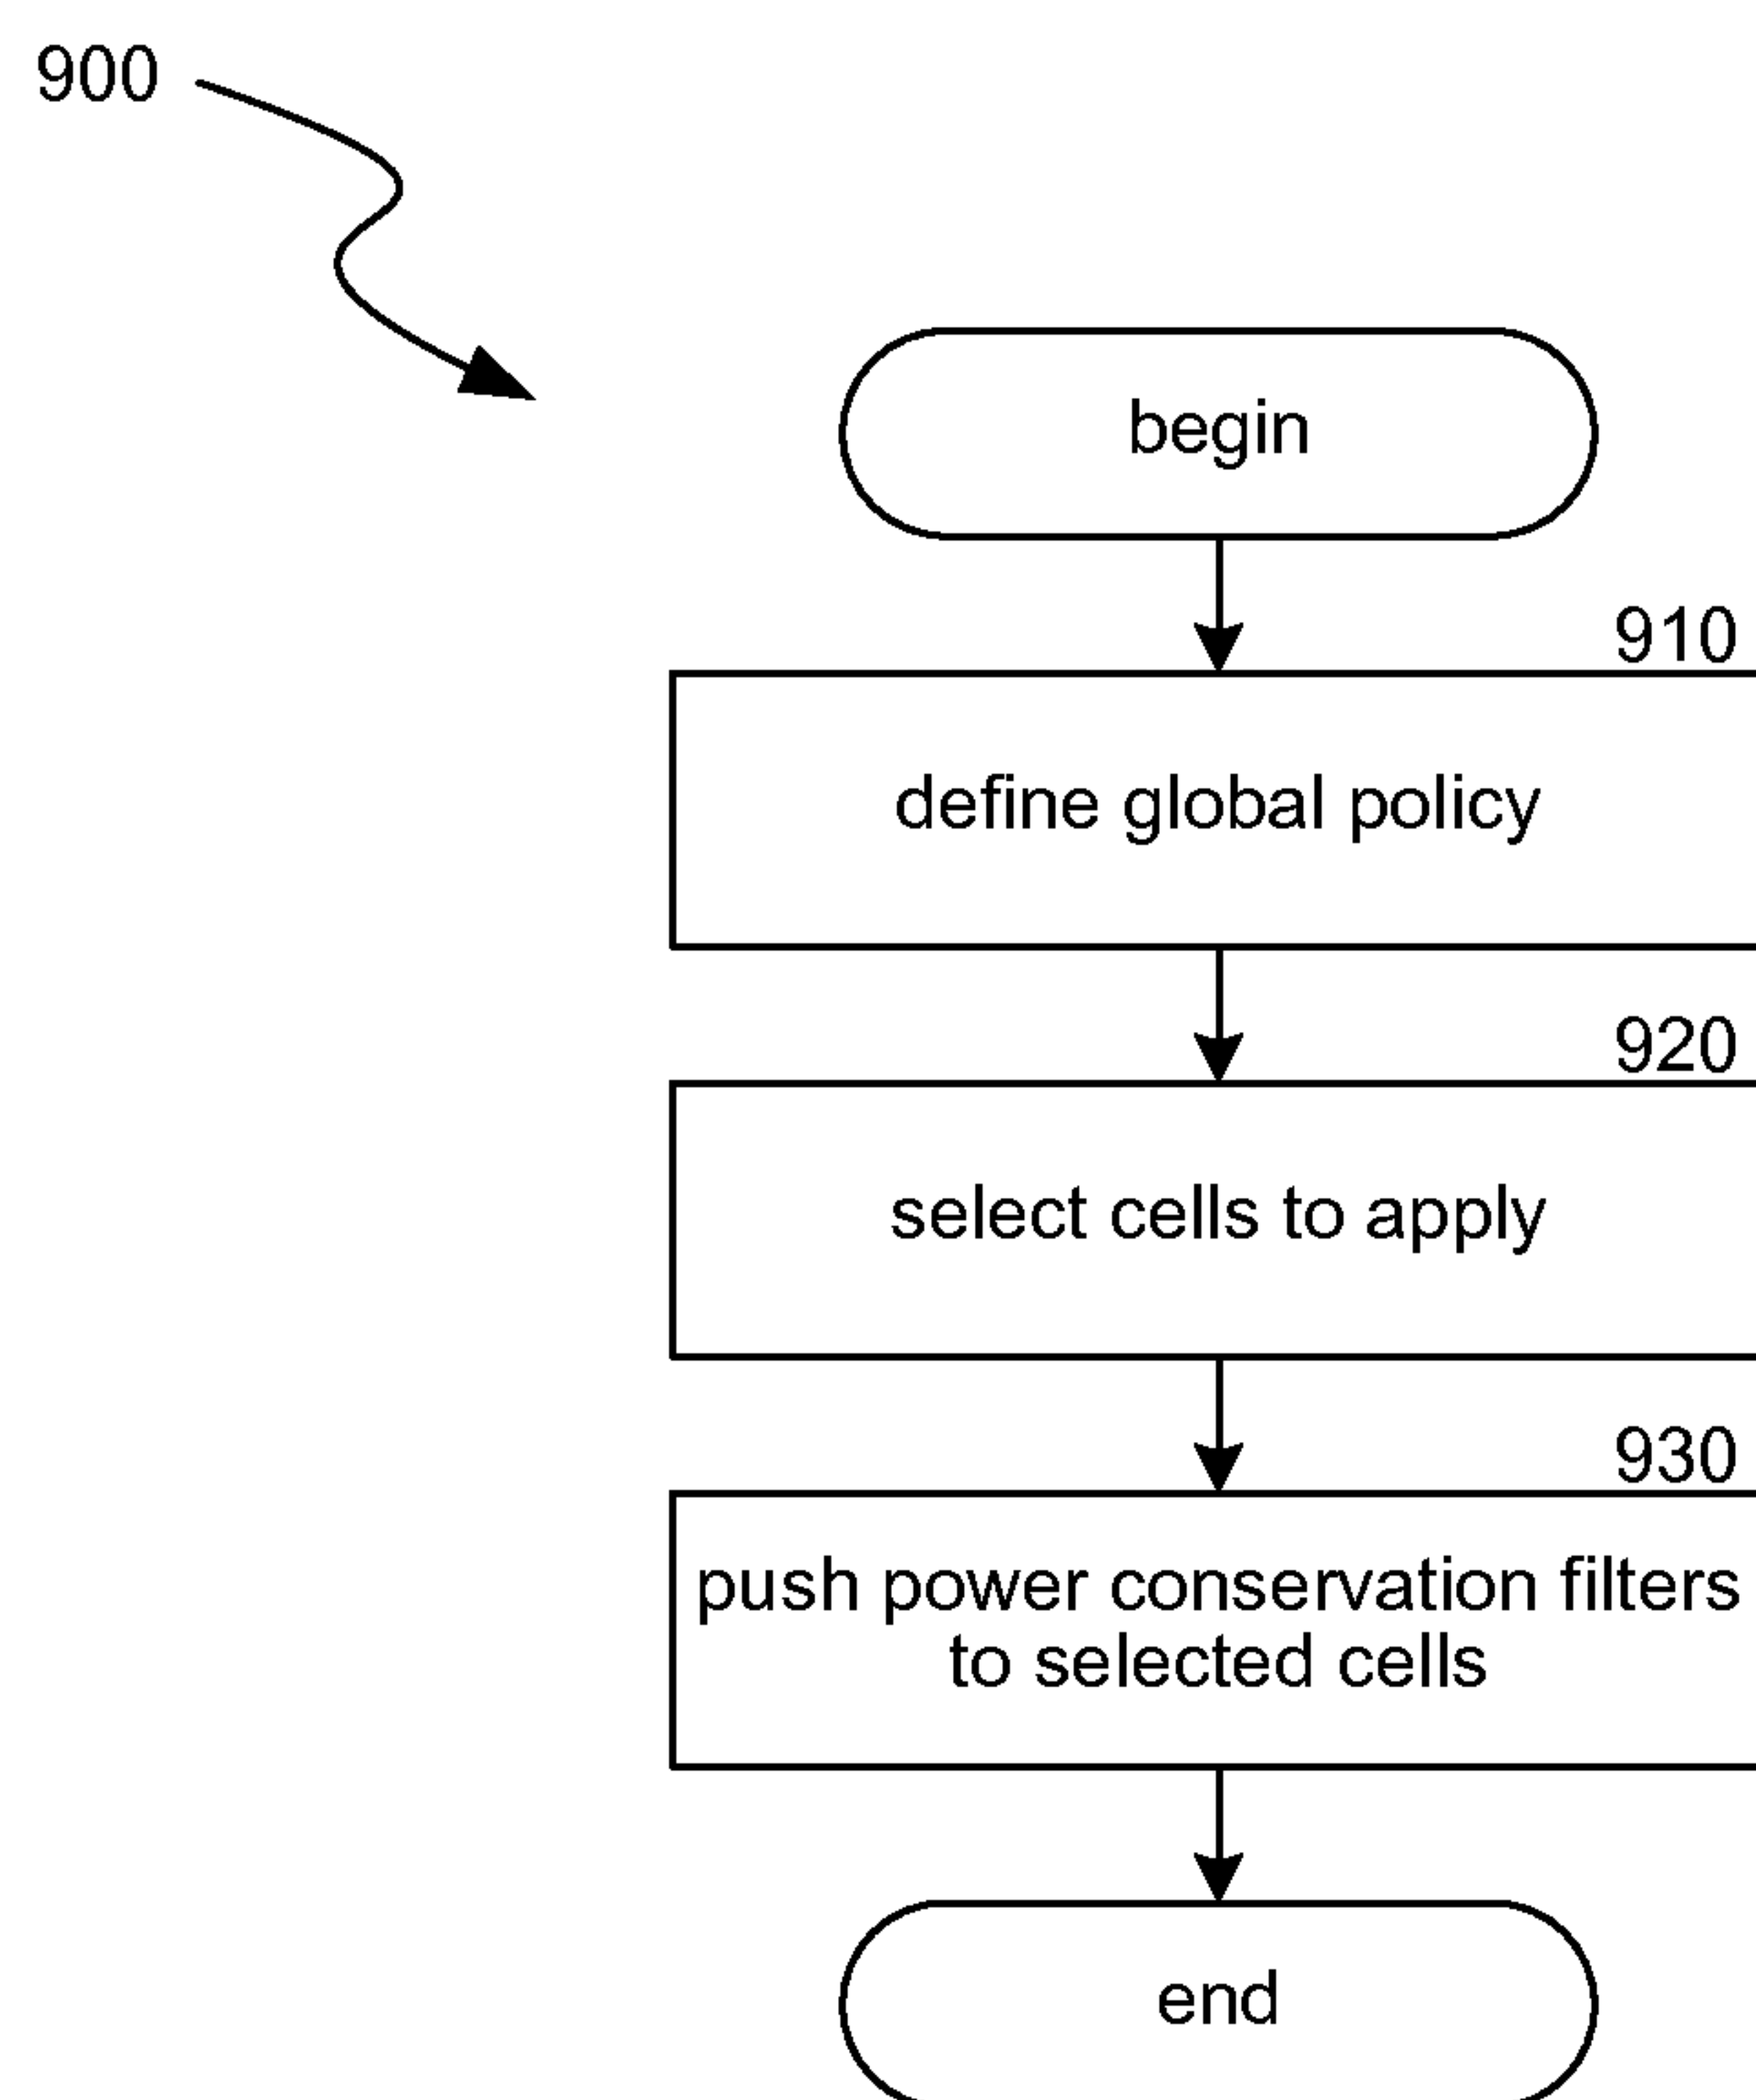 900
begin
910
define global policy
920
select cells to apply
930
push power conservation filters
to selected cells
end